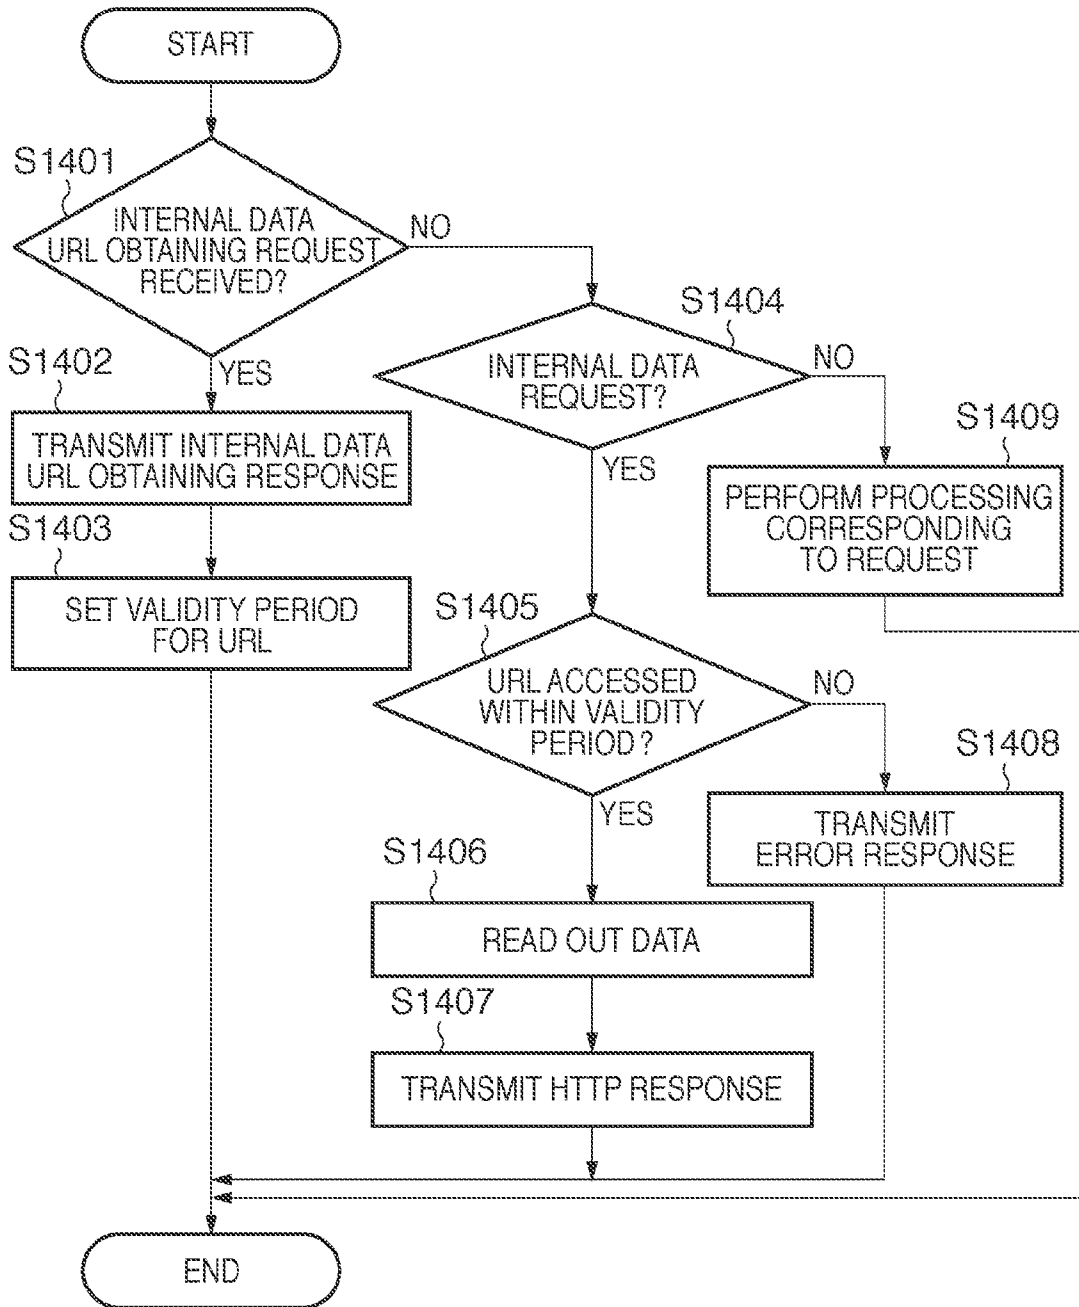 START
S1401
INTERNAL DATA
URL OBTAINING REQUEST
RECEIVED?
NO
YES
S1402
TRANSMIT INTERNAL DATA
URL OBTAINING RESPONSE
S1403
SET VALIDITY PERIOD
FOR URL
S1404
INTERNAL DATA
REQUEST?
NO
YES
S1409
PERFORM PROCESSING
CORRESPONDING
TO REQUEST
S1405
URL ACCESSED
WITHIN VALIDITY
PERIOD?
NO
YES
S1408
TRANSMIT
ERROR RESPONSE
S1406
READ OUT DATA
S1407
TRANSMIT HTTP RESPONSE
END